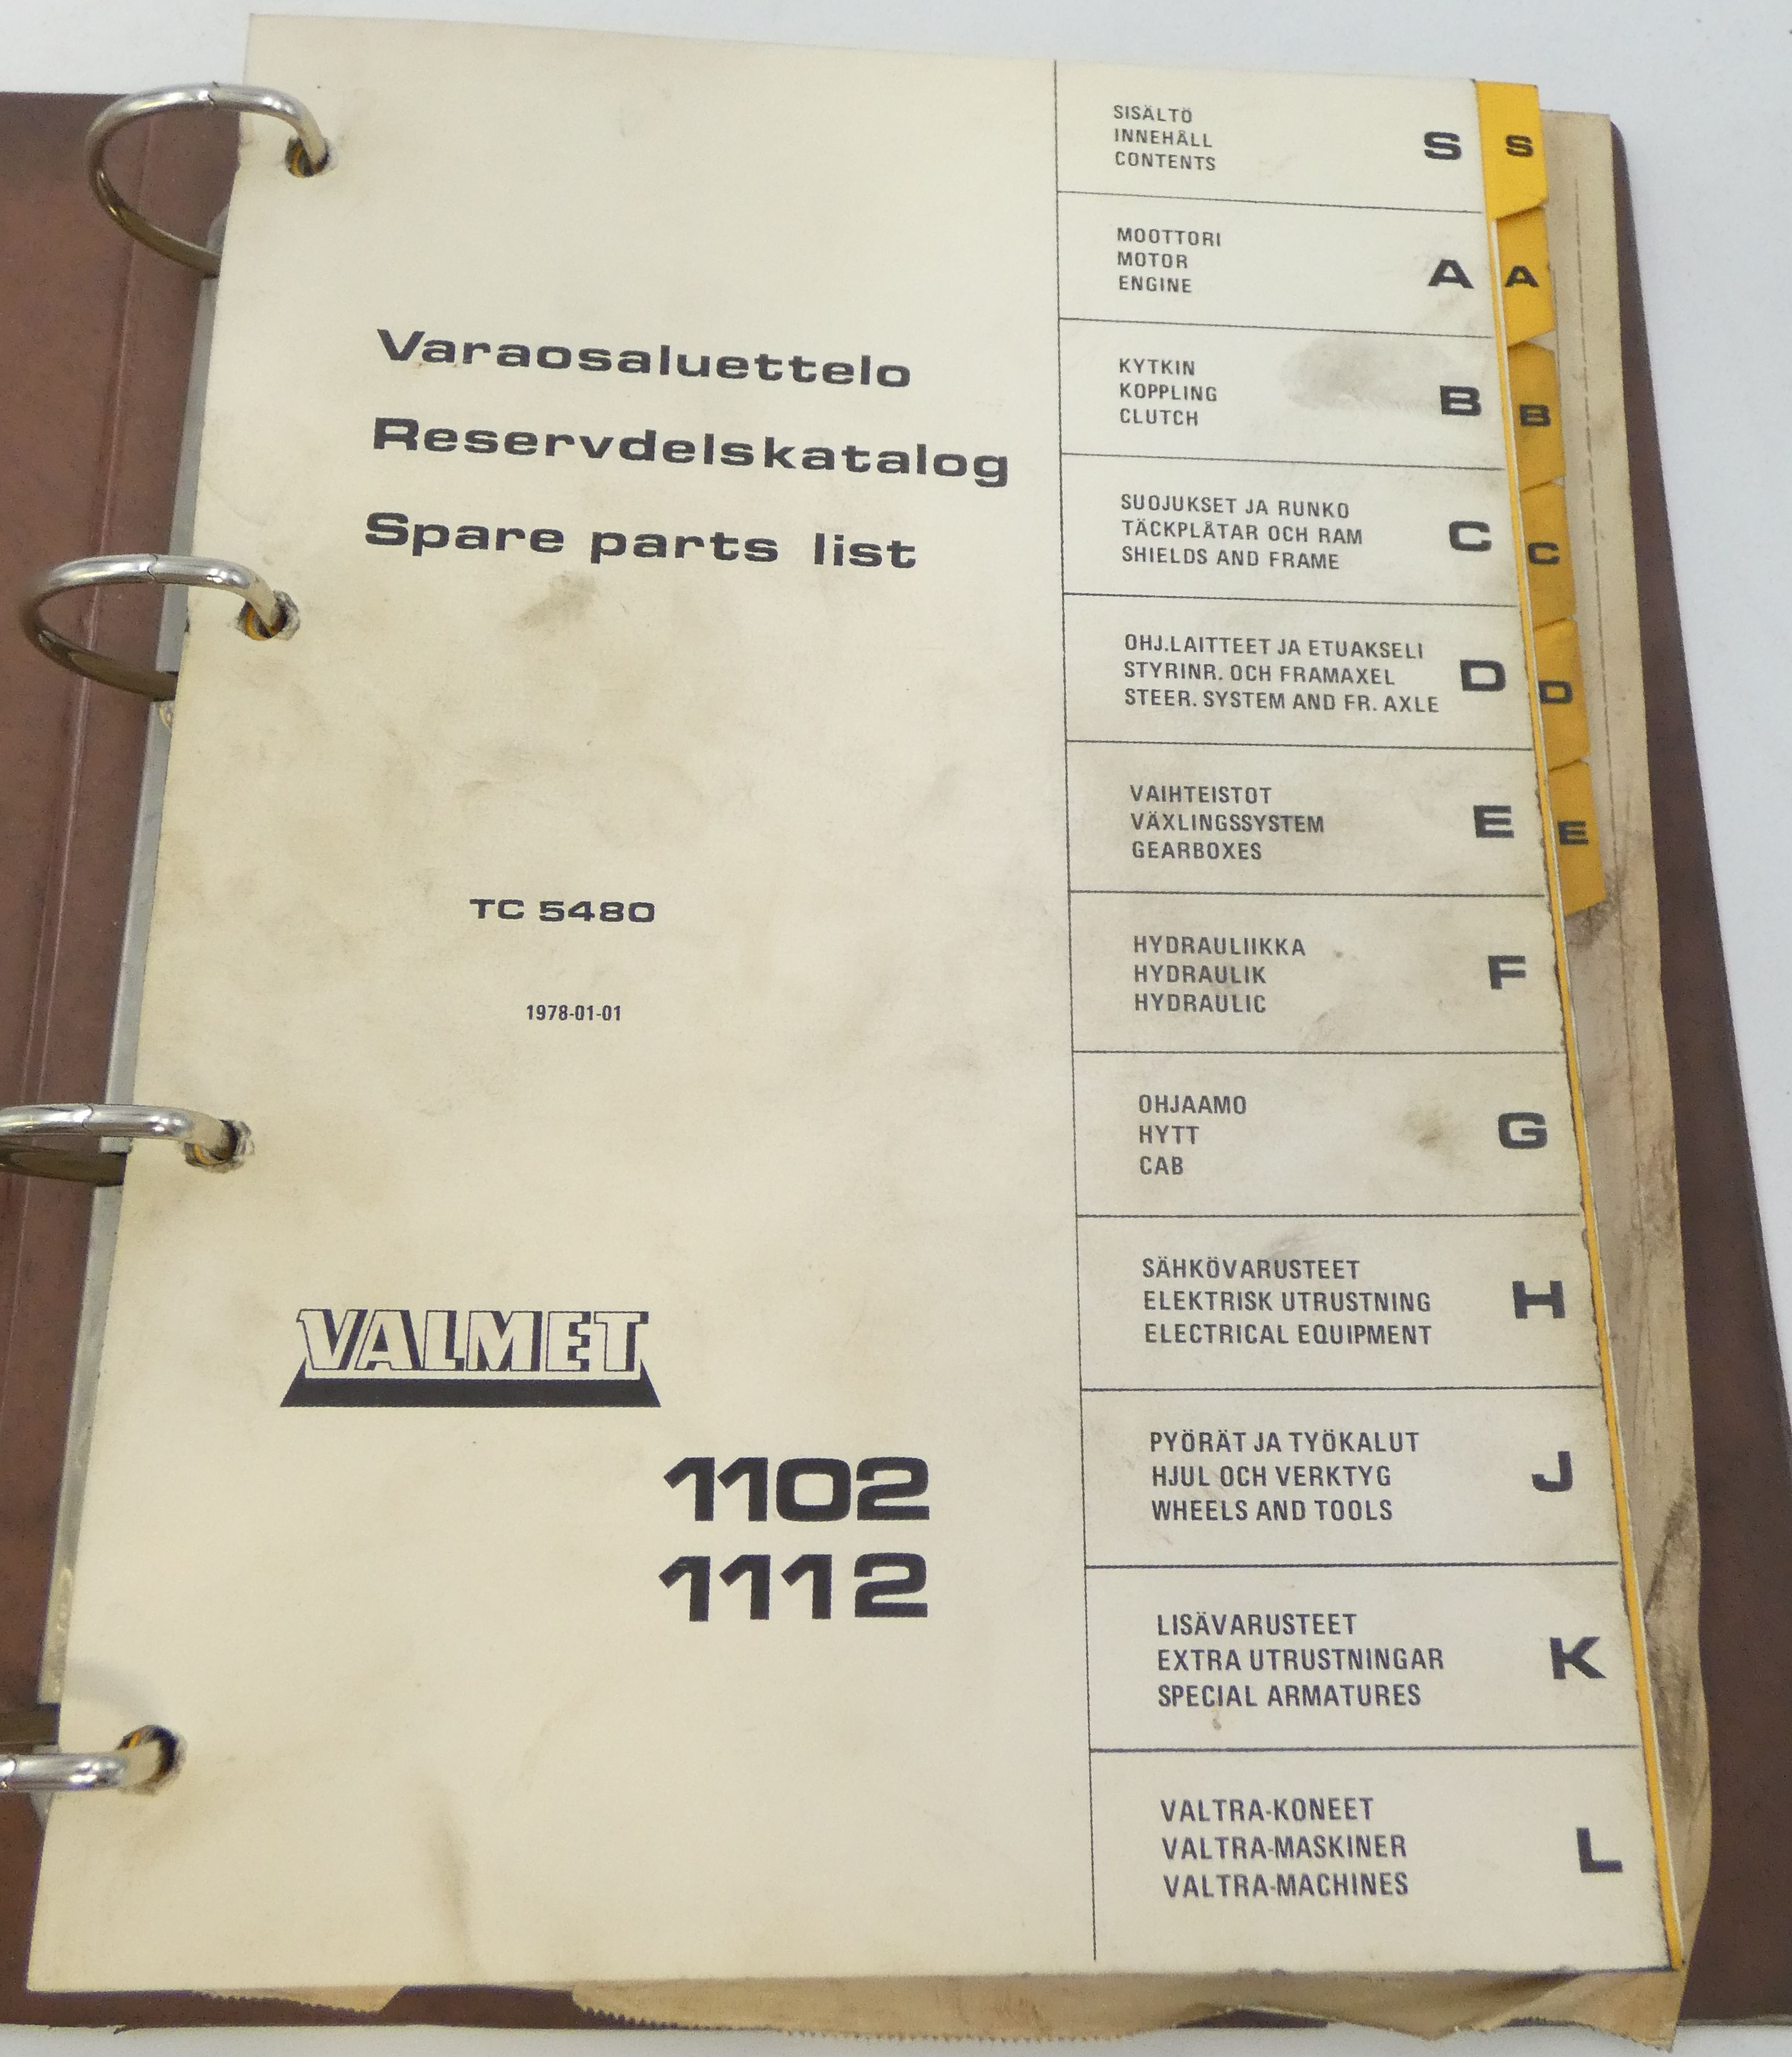 Varaosaluettelo
Reservdelskatalog
Spare parts list
TC 5480
1978-01-01
VALMET
1102
1112
SISÄLTÖ
INNEHÅLL
CONTENTS
S
MOOTTORI
MOTOR
ENGINE
A
KYTKIN
KOPPLING
CLUTCH
B
SUOJUKSET JA RUNKO
TÄCKPLÅTAR OCH RAM
SHIELDS AND FRAME
C
OHJ.LAITTEET JA ETUAKSELI
STYRINR. OCH FRAMAXEL
STEER. SYSTEM AND FR. AXLE
D
VAIHTEISTOT
VÄXLINGSSYSTEM
GEARBOXES
E
HYDRAULIIKKA
HYDRAULIK
HYDRAULIC
F
OHJAAMO
HYTT
CAB
G
SÄHKÖVARUSTEET
ELEKTRISK UTRUSTNING
ELECTRICAL EQUIPMENT
H
PYÖRÄT JA TYÖKALUT
HJUL OCH VERKTYG
WHEELS AND TOOLS
J
LISÄVARUSTEET
EXTRA UTRUSTNINGAR
SPECIAL ARMATURES
K
VALTRA-KONEET
VALTRA-MASKINER
VALTRA-MACHINES
L
S
A
B
C
D
E